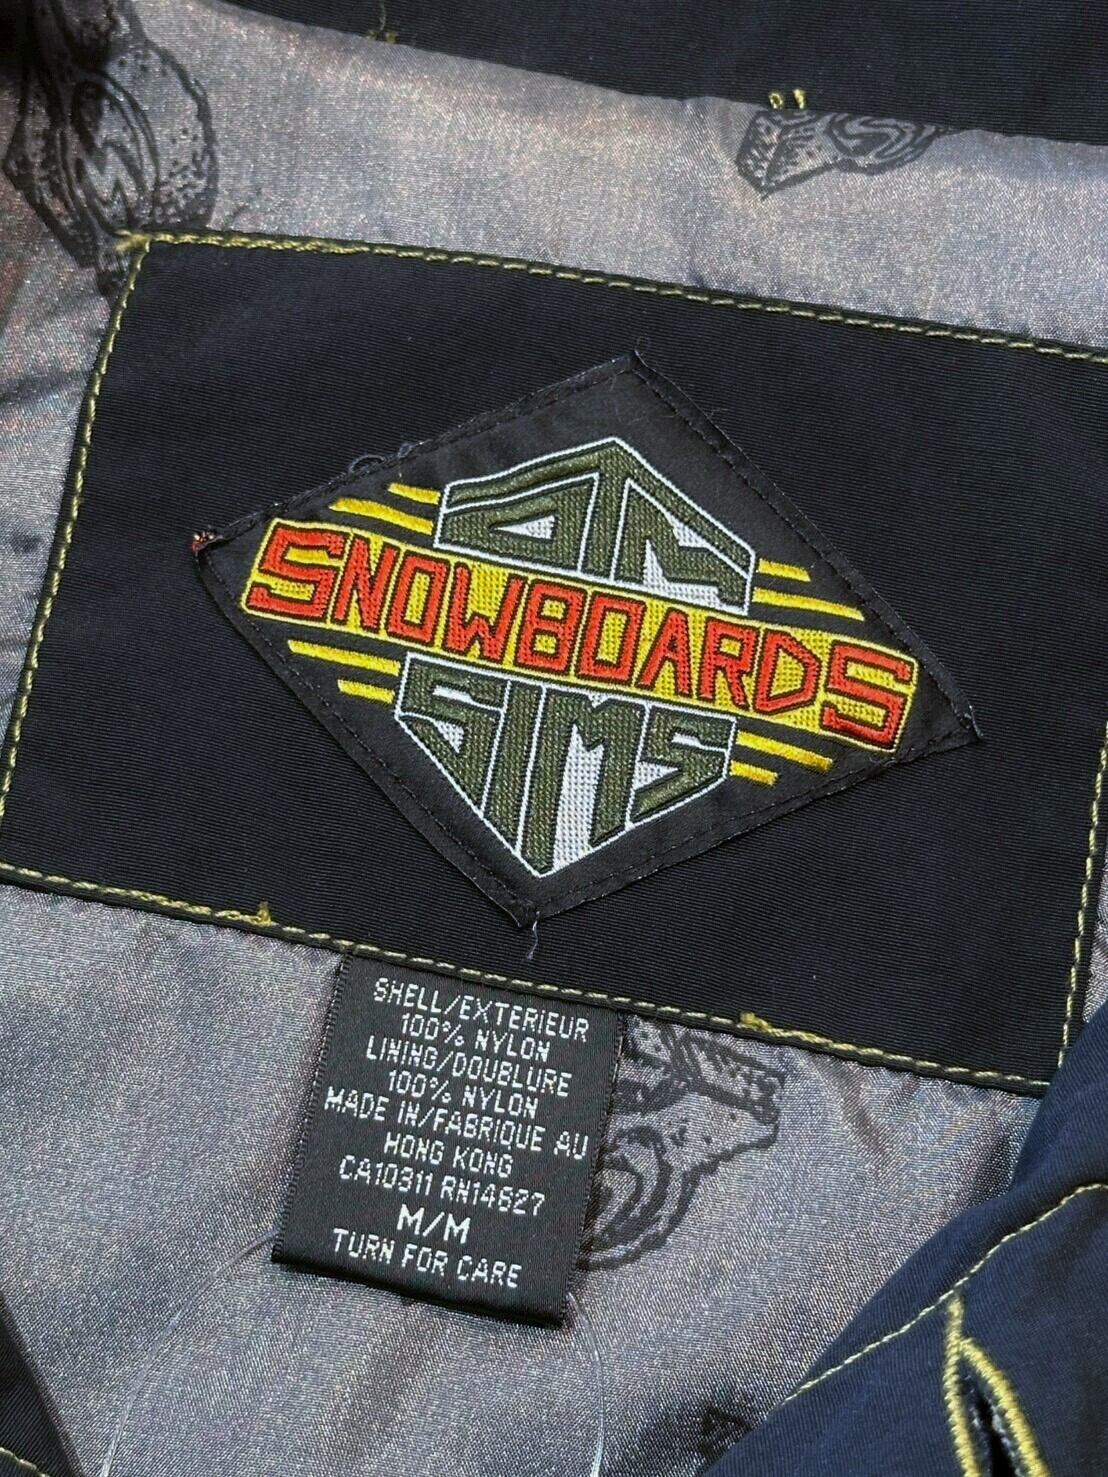 SNOWBOARDS
SIMS
SHELL/EXTERIEUR
100% NYLON
LINING/DOUBLURE
100% NYLON
MADE IN/FABRIQUE AU
HONG KONG
CA10311 RN14627
M/M
TURN FOR CARE